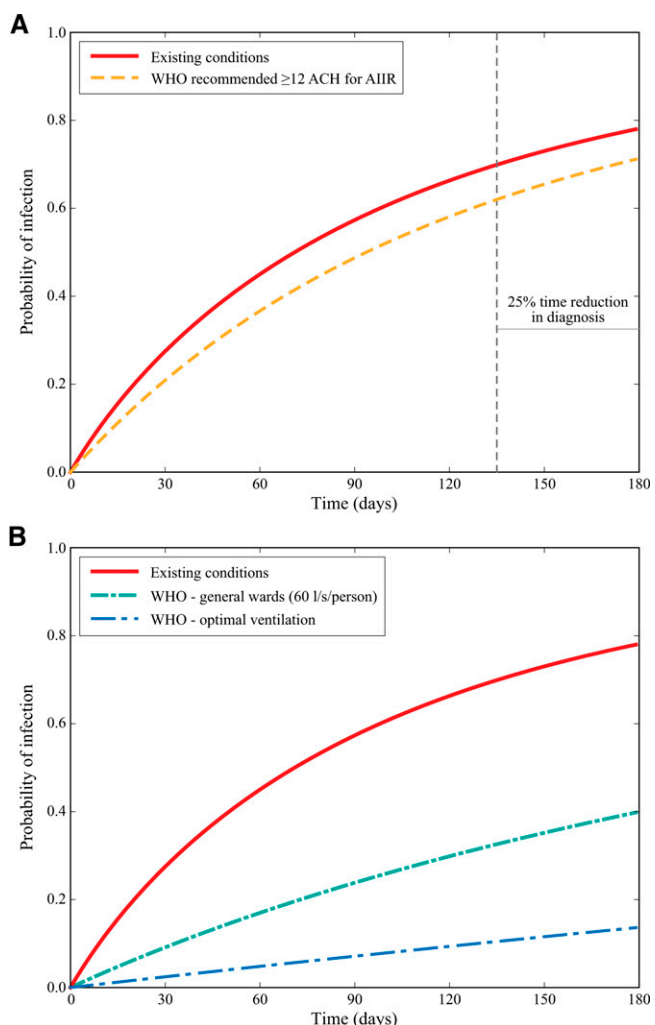 A
1.0
Existing conditions
WHO recommended ≥12 ACH for AIIR
0.8
0.6
Probability of infection
0.4
25% time reduction
in diagnosis
0.2
0.0
0 30 60 90 120 150 180
Time (days)
B
1.0
Existing conditions
WHO - general wards (60 l/s/person)
WHO - optimal ventilation
0.8
0.6
Probability of infection
0.4
0.2
0.0
0 30 60 90 120 150 180
Time (days)